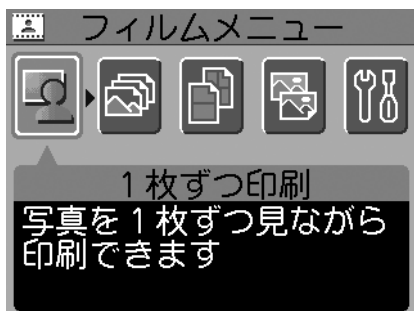 フィルムメニュー
1枚ずつ印刷
写真を1枚ずつ見ながら
印刷できます